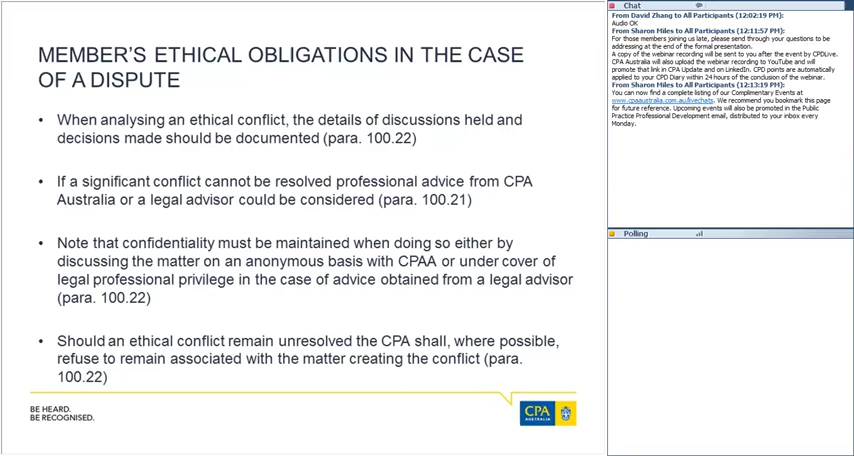 MEMBER'S ETHICAL OBLIGATIONS IN THE CASE
OF A DISPUTE
• When analysing an ethical conflict, the details of discussions held and
decisions made should be documented (para. 100.22)
• If a significant conflict cannot be resolved professional advice from CPA
Australia or a legal advisor could be considered (para. 100.21)
• Note that confidentiality must be maintained when doing so either by
discussing the matter on an anonymous basis with CPAA or under cover of
legal professional privilege in the case of advice obtained from a legal advisor
(para. 100.22)
• Should an ethical conflict remain unresolved the CPA shall, where possible,
refuse to remain associated with the matter creating the conflict (para.
100.22)
BE HEARD.
BE RECOGNISED.
CPA
AUSTRALIA
Chat
From David Zhang to All Participants (12:02:19 PM):
Audio OK
From Sharon Miles to All Participants (12:11:57 PM):
For those members joining us late, please send through your questions to be
addressing at the end of the formal presentation.
A copy of the webinar recording will be sent to you after the event by CPDLive.
CPA Australia will also upload the webinar recording to YouTube and will
promote that link in CPA Update and on LinkedIn. CPD points are automatically
applied to your CPD Diary within 24 hours of the conclusion of the webinar.
From Sharon Miles to All Participants (12:13:19 PM):
You can now find a complete listing of our Complimentary Events at
www.cpaaustralia.com.au/livechats. We recommend you bookmark this page
for future reference. Upcoming events will also be promoted in the Public
Practice Professional Development email, distributed to your inbox every
Monday.
Polling